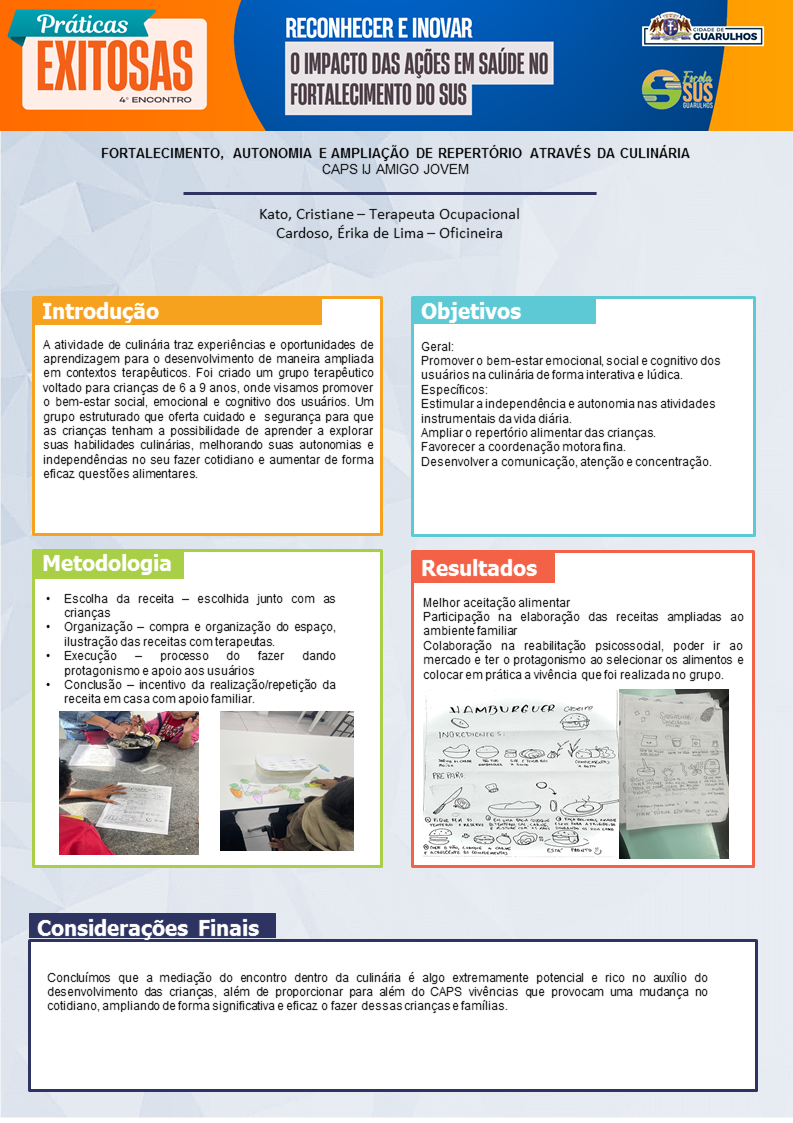 Práticas
EXITOSAS
4º ENCONTRO
RECONHECER E INOVAR
O IMPACTO DAS AÇÕES EM SAÚDE NO
FORTALECIMENTO DO SUS
CIDADE DE
GUARULHOS
Escola
SUS
GUARULHOS
FORTALECIMENTO, AUTONOMIA E AMPLIAÇÃO DE REPERTÓRIO ATRAVÉS DA CULINÁRIA
CAPS IJ AMIGO JOVEM
Kato, Cristiane – Terapeuta Ocupacional
Cardoso, Érika de Lima – Oficineira
Introdução
A atividade de culinária traz experiências e oportunidades de
aprendizagem para o desenvolvimento de maneira ampliada
em contextos terapêuticos. Foi criado um grupo terapêutico
voltado para crianças de 6 a 9 anos, onde visamos promover
o bem-estar social, emocional e cognitivo dos usuários. Um
grupo estruturado que oferta cuidado e segurança para que
as crianças tenham a possibilidade de aprender a explorar
suas habilidades culinárias, melhorando suas autonomias e
independências no seu fazer cotidiano e aumentar de forma
eficaz questões alimentares.
Objetivos
Geral:
Promover o bem-estar emocional, social e cognitivo dos
usuários na culinária de forma interativa e lúdica.
Específicos:
Estimular a independência e autonomia nas atividades
instrumentais da vida diária.
Ampliar o repertório alimentar das crianças.
Favorecer a coordenação motora fina.
Desenvolver a comunicação, atenção e concentração.
Metodologia
• Escolha da receita – escolhida junto com as
crianças
• Organização – compra e organização do espaço,
ilustração das receitas com terapeutas.
• Execução – processo do fazer dando
protagonismo e apoio aos usuários
• Conclusão – incentivo da realização/repetição da
receita em casa com apoio familiar.
Resultados
Melhor aceitação alimentar
Participação na elaboração das receitas ampliadas ao
ambiente familiar
Colaboração na reabilitação psicossocial, poder ir ao
mercado e ter o protagonismo ao selecionar os alimentos e
colocar em prática a vivência que foi realizada no grupo.
HAMBURGUER CASEIRO
INGREDIENTES:
PREPARO:
ESTÁ PRONTO
Considerações Finais
Concluímos que a mediação do encontro dentro da culinária é algo extremamente potencial e rico no auxílio do
desenvolvimento das crianças, além de proporcionar para além do CAPS vivências que provocam uma mudança no
cotidiano, ampliando de forma significativa e eficaz o fazer dessas crianças e famílias.